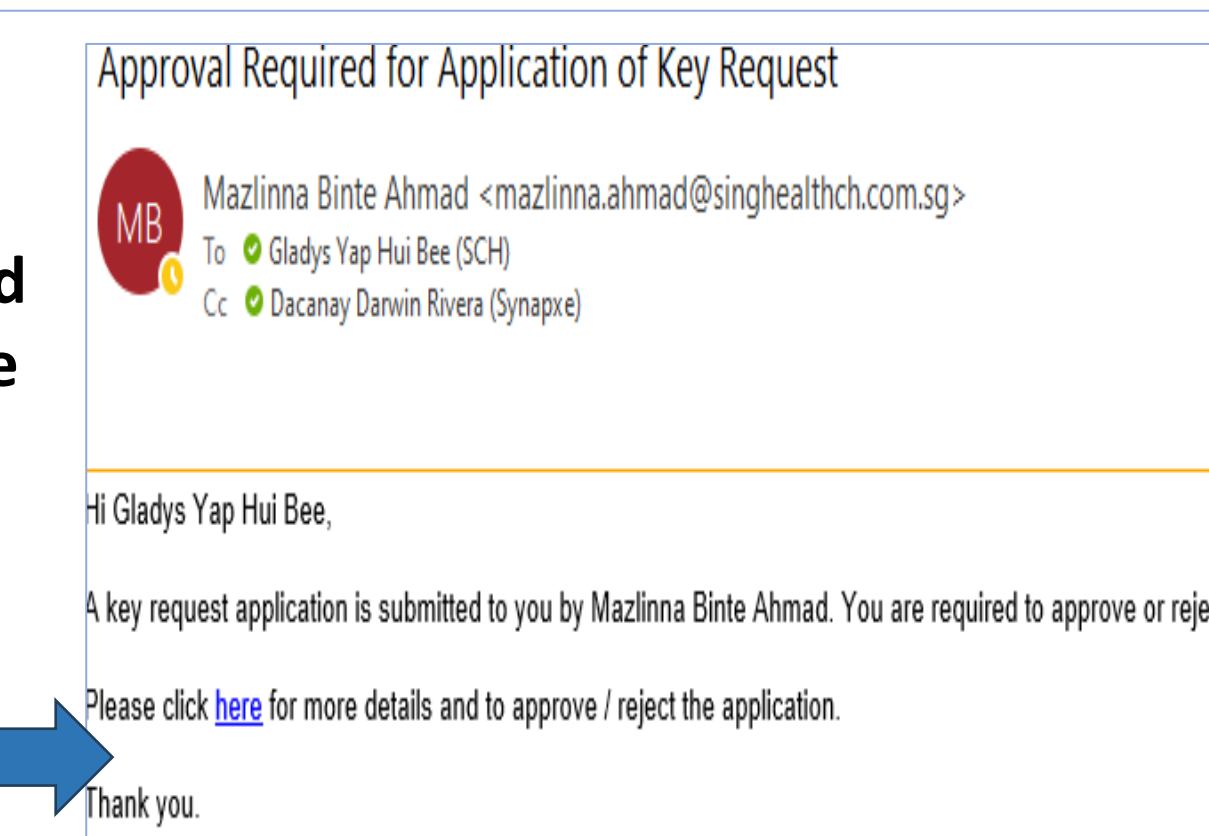 Approval Required for Application of Key Request
MB
Mazlinna Binte Ahmad <mazlinna.ahmad@singhealthch.com.sg>
To Gladys Yap Hui Bee (SCH)
Cc Dacanay Darwin Rivera (Synapxe)
d
e
Hi Gladys Yap Hui Bee,
A key request application is submitted to you by Mazlinna Binte Ahmad. You are required to approve or reje
Please click here for more details and to approve / reject the application.
Thank you.